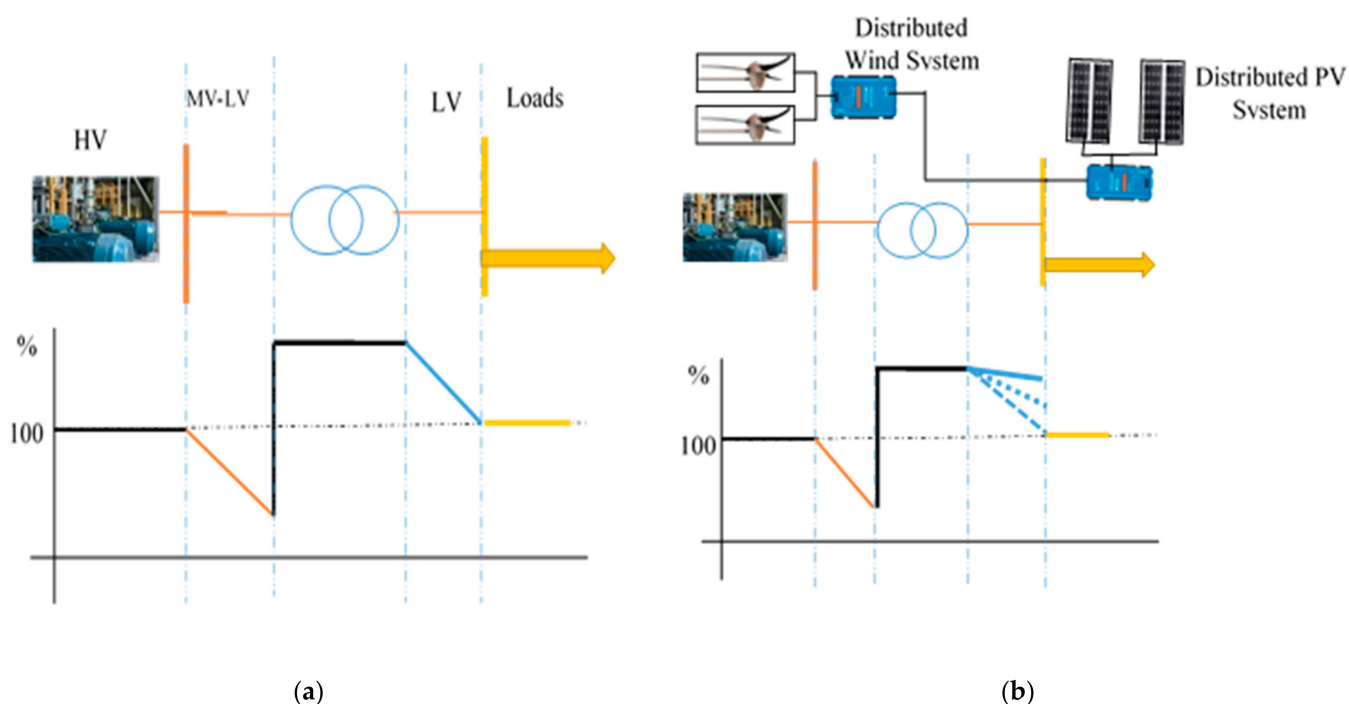 HV
MV-LV
LV
Loads
%
100
(a)
Distributed
Wind System
Distributed PV
System
%
100
(b)